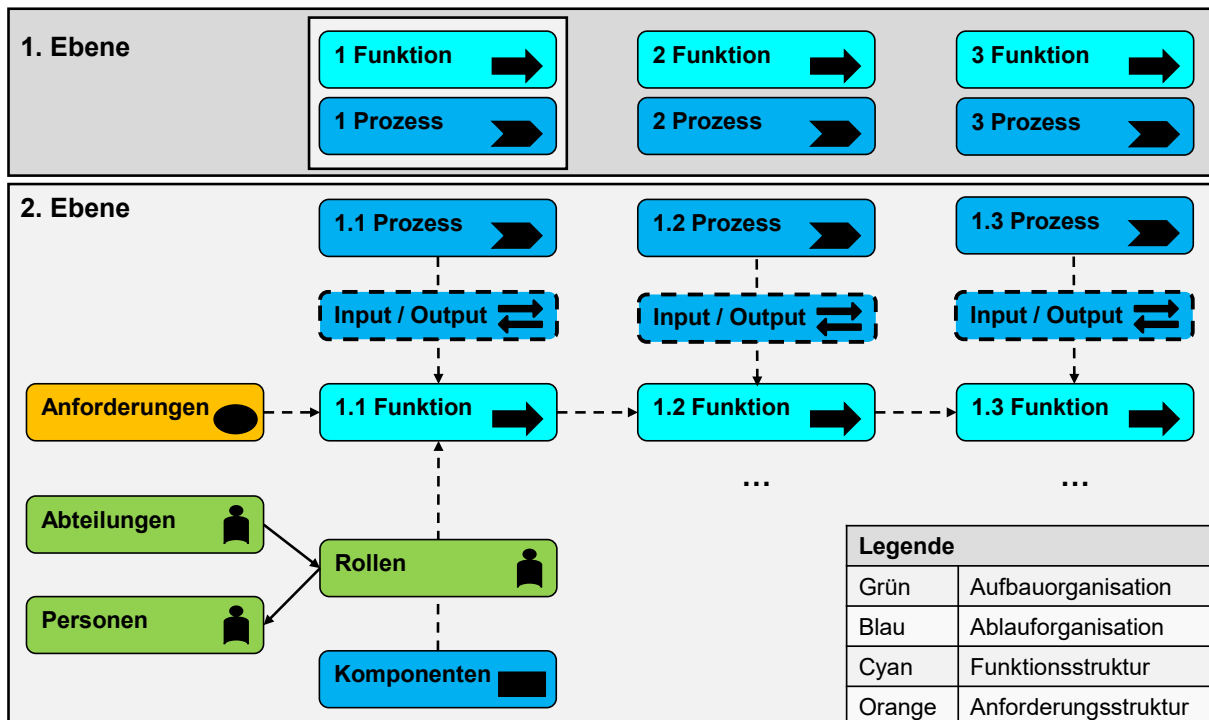 1. Ebene
1 Funktion
2 Funktion
3 Funktion
1 Prozess
2 Prozess
3 Prozess
2. Ebene
1.1 Prozess
1.2 Prozess
1.3 Prozess
Input / Output
Input / Output
Input / Output
Anforderungen
1.1 Funktion
1.2 Funktion
1.3 Funktion
...
...
Abteilungen
Rollen
Personen
Komponenten
Legende
Grün Aufbauorganisation
Blau Ablauforganisation
Cyan Funktionsstruktur
Orange Anforderungsstruktur